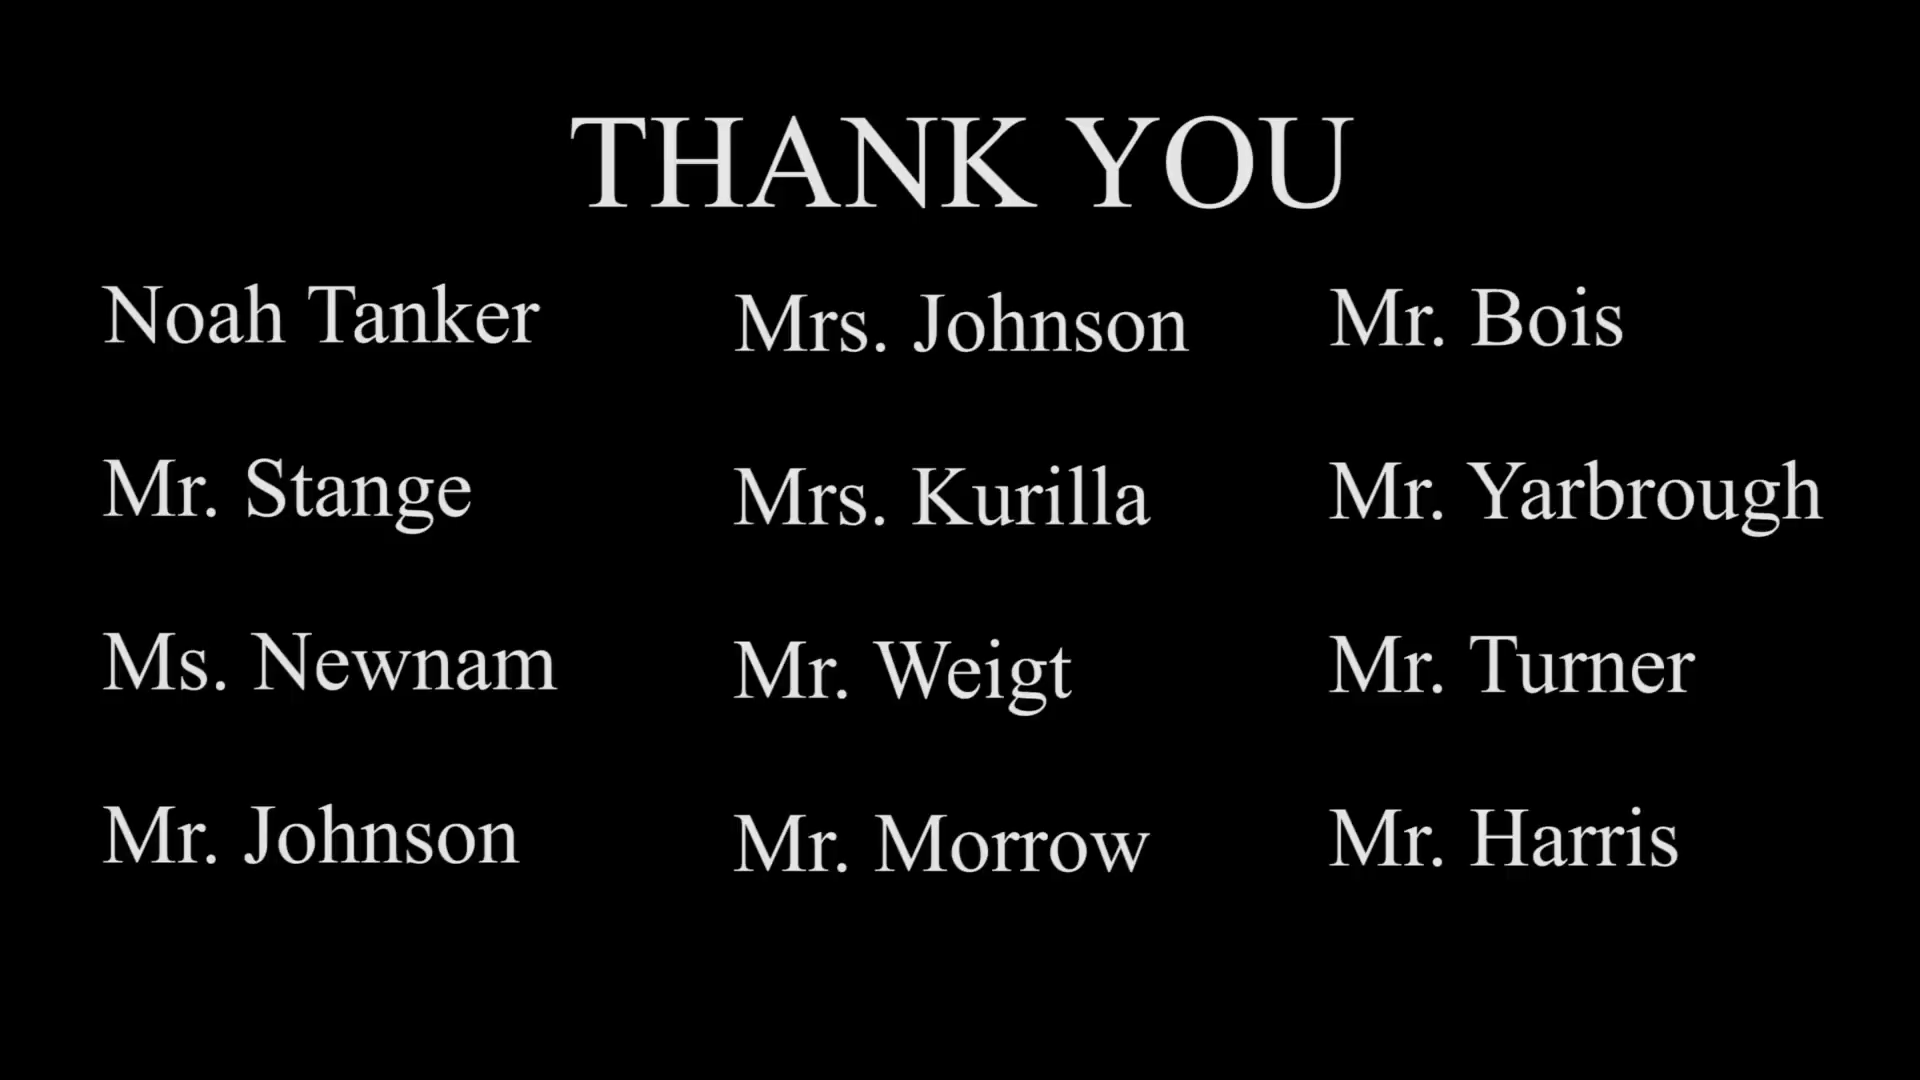 THANK YOU
Noah Tanker
Mr. Stange
Ms. Newnam
Mr. Johnson
Mrs. Johnson
Mrs. Kurilla
Mr. Weigt
Mr. Morrow
Mr. Bois
Mr. Yarbrough
Mr. Turner
Mr. Harris